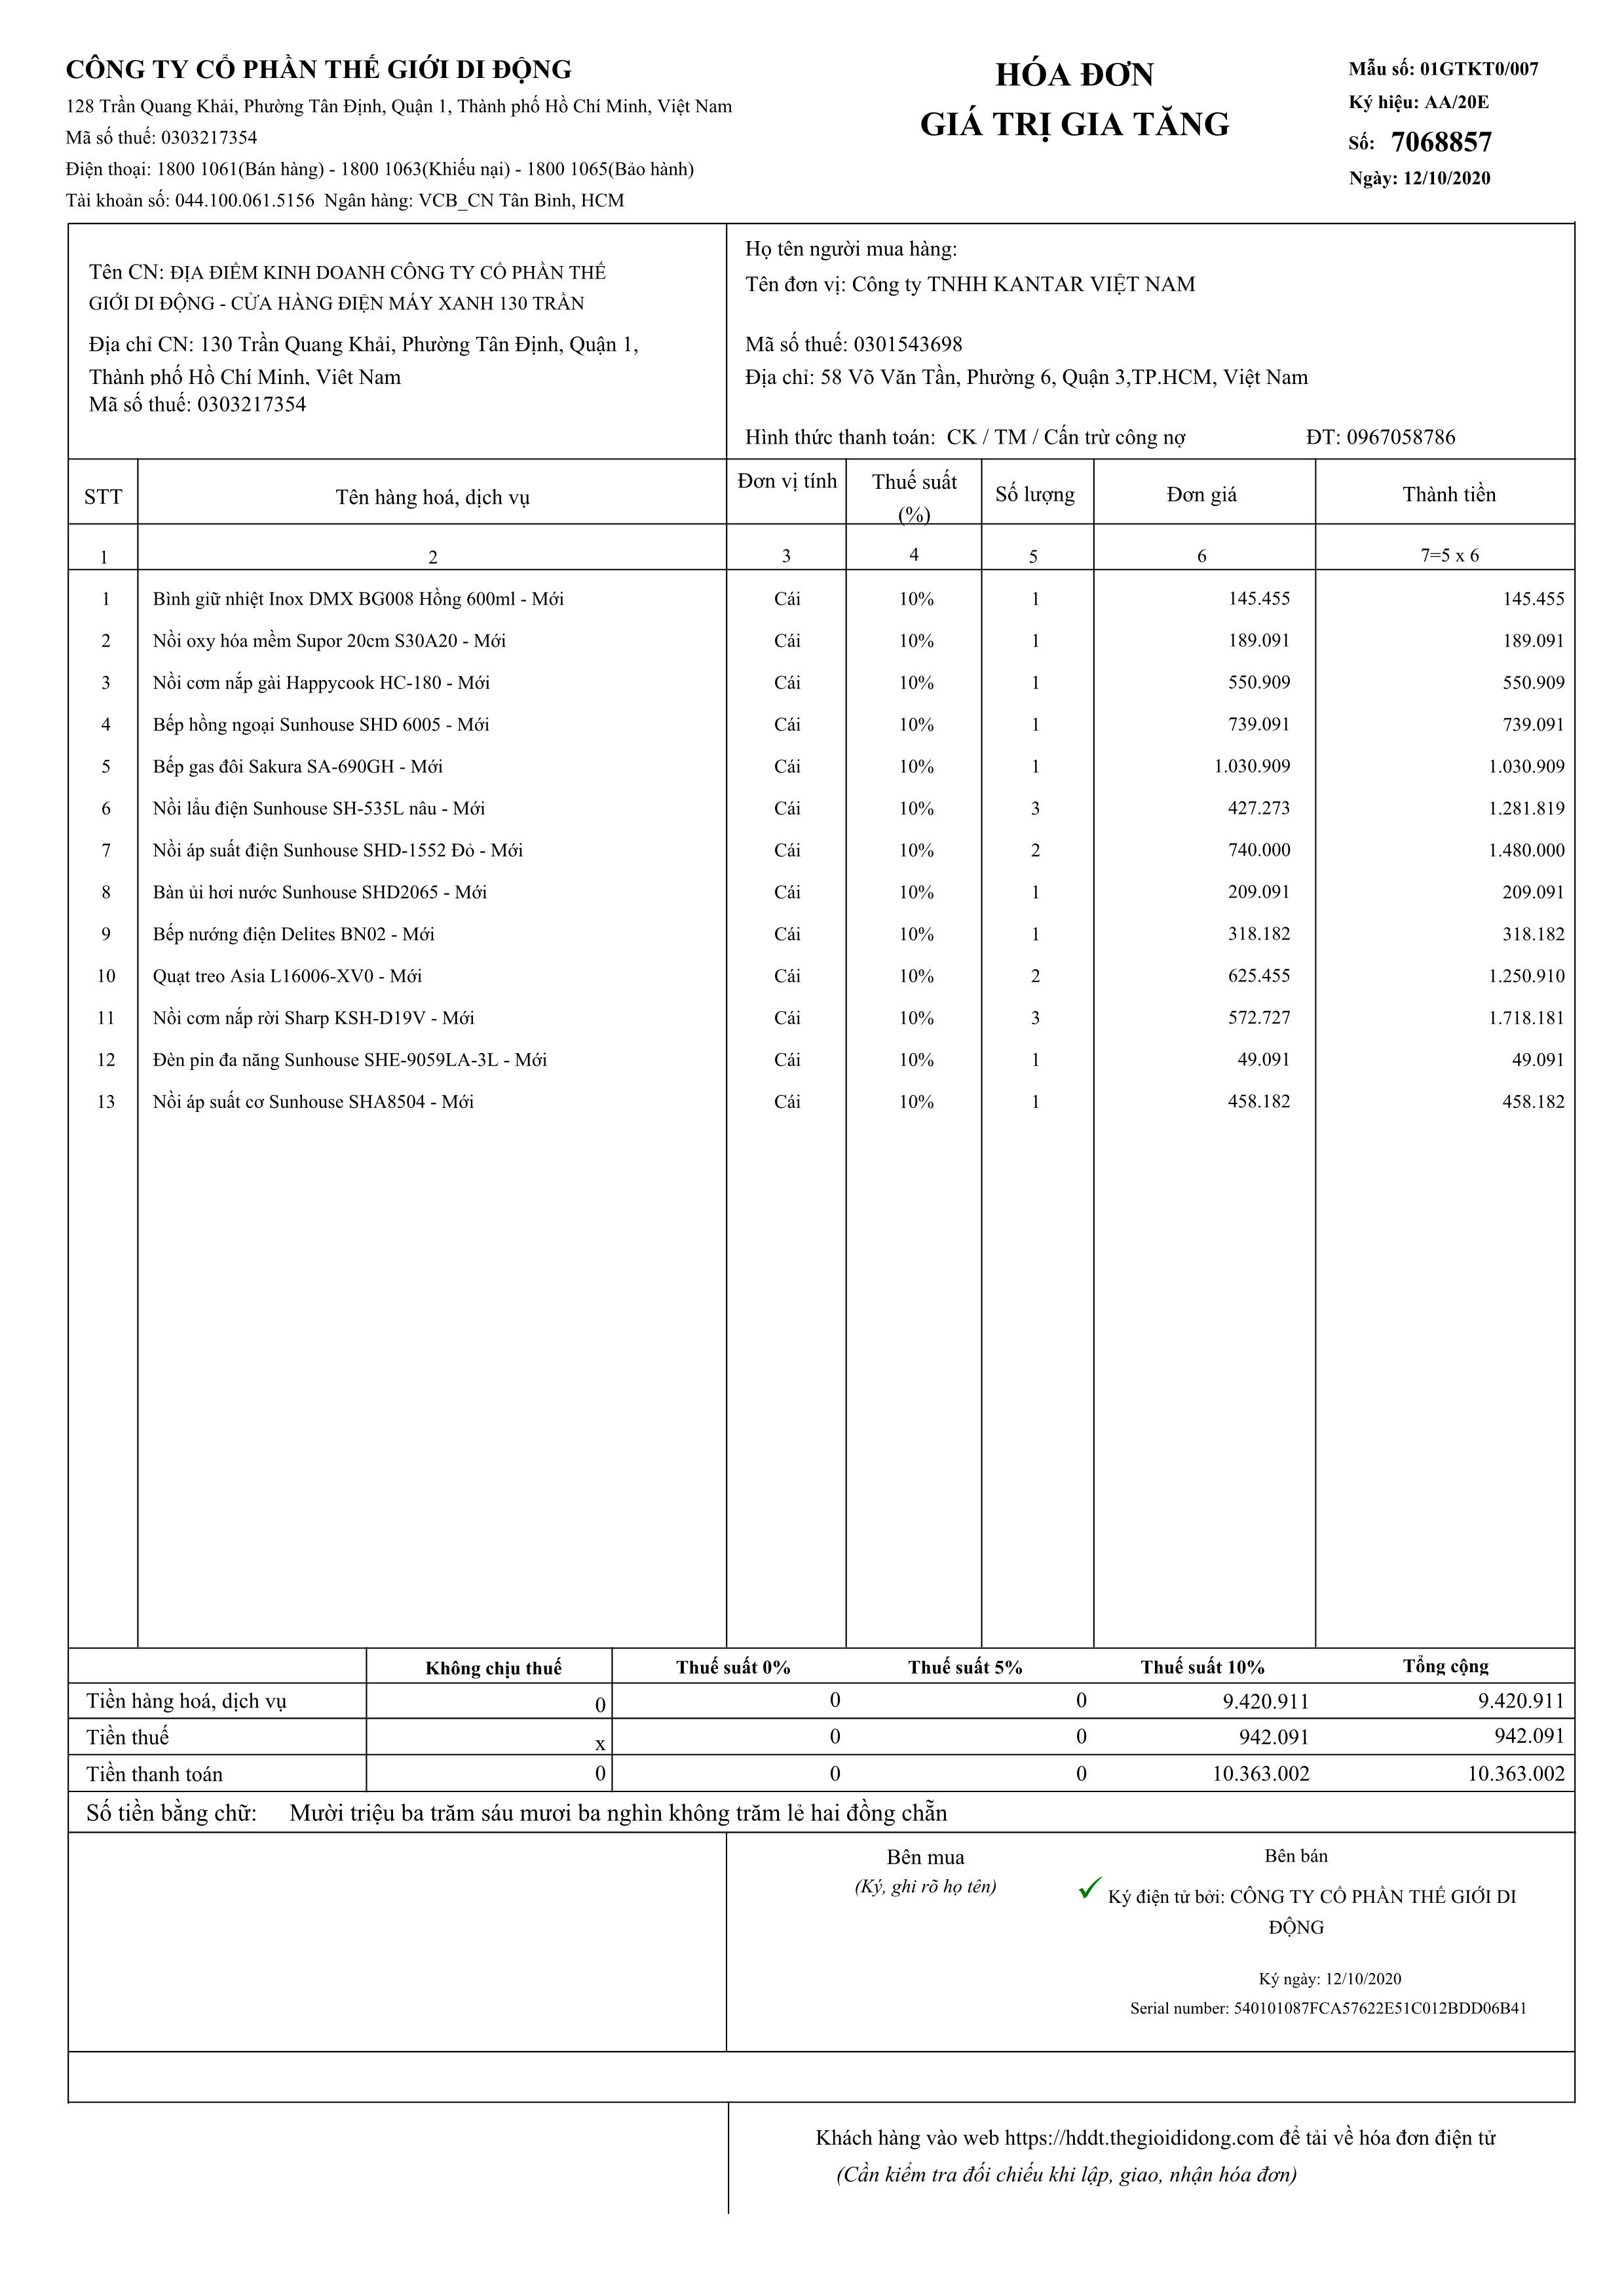 CÔNG TY CỔ PHẦN THẾ GIỚI DI ĐỘNG
128 Trần Quang Khải, Phường Tân Định, Quận 1, Thành phố Hồ Chí Minh, Việt Nam
Mã số thuế: 0303217354
Điện thoại: 1800 1061(Bán hàng) - 1800 1063(Khiếu nại) - 1800 1065(Bảo hành)
Tài khoản số: 044.100.061.5156 Ngân hàng: VCB_CN Tân Bình, HCM
HÓA ĐƠN
GIÁ TRỊ GIA TĂNG
Mẫu số: 01GTKT0/007
Ký hiệu: AA/20E
Số: 7068857
Ngày: 12/10/2020
Tên CN: ĐỊA ĐIỂM KINH DOANH CÔNG TY CỔ PHẦN THẾ
GIỚI DI ĐỘNG - CỬA HÀNG ĐIỆN MÁY XANH 130 TRẦN
Địa chỉ CN: 130 Trần Quang Khải, Phường Tân Định, Quận 1,
Thành phố Hồ Chí Minh, Việt Nam
Mã số thuế: 0303217354
Họ tên người mua hàng:
Tên đơn vị: Công ty TNHH KANTAR VIỆT NAM
Mã số thuế: 0301543698
Địa chỉ: 58 Võ Văn Tần, Phường 6, Quận 3,TP.HCM, Việt Nam
Hình thức thanh toán: CK / TM / Cấn trừ công nợ ĐT: 0967058786
STT Tên hàng hoá, dịch vụ Đơn vị tính Thuế suất (%) Số lượng Đơn giá Thành tiền
1 2 3 4 5 6 7=5 x 6
1 Bình giữ nhiệt Inox DMX BG008 Hồng 600ml - Mới Cái 10% 1 145.455 145.455
2 Nồi oxy hóa mềm Supor 20cm S30A20 - Mới Cái 10% 1 189.091 189.091
3 Nồi cơm nắp gài Happycook HC-180 - Mới Cái 10% 1 550.909 550.909
4 Bếp hồng ngoại Sunhouse SHD 6005 - Mới Cái 10% 1 739.091 739.091
5 Bếp gas đôi Sakura SA-690GH - Mới Cái 10% 1 1.030.909 1.030.909
6 Nồi lẩu điện Sunhouse SH-535L nâu - Mới Cái 10% 3 427.273 1.281.819
7 Nồi áp suất điện Sunhouse SHD-1552 Đỏ - Mới Cái 10% 2 740.000 1.480.000
8 Bàn ủi hơi nước Sunhouse SHD2065 - Mới Cái 10% 1 209.091 209.091
9 Bếp nướng điện Delites BN02 - Mới Cái 10% 1 318.182 318.182
10 Quạt treo Asia L16006-XV0 - Mới Cái 10% 2 625.455 1.250.910
11 Nồi cơm nắp rời Sharp KSH-D19V - Mới Cái 10% 3 572.727 1.718.181
12 Đèn pin đa năng Sunhouse SHE-9059LA-3L - Mới Cái 10% 1 49.091 49.091
13 Nồi áp suất cơ Sunhouse SHA8504 - Mới Cái 10% 1 458.182 458.182
Không chịu thuế Thuế suất 0% Thuế suất 5% Thuế suất 10% Tổng cộng
Tiền hàng hoá, dịch vụ 0 0 0 9.420.911 9.420.911
Tiền thuế x 0 0 942.091 942.091
Tiền thanh toán 0 0 0 10.363.002 10.363.002
Số tiền bằng chữ: Mười triệu ba trăm sáu mươi ba nghìn không trăm lẻ hai đồng chẵn
Bên mua
(Ký, ghi rõ họ tên)
Bên bán
Ký điện tử bởi: CÔNG TY CỔ PHẦN THẾ GIỚI DI
ĐỘNG
Ký ngày: 12/10/2020
Serial number: 540101087FCA57622E51C012BDD06B41
Khách hàng vào web https://hddt.thegioididong.com để tải về hóa đơn điện tử
(Cần kiểm tra đối chiếu khi lập, giao, nhận hóa đơn)